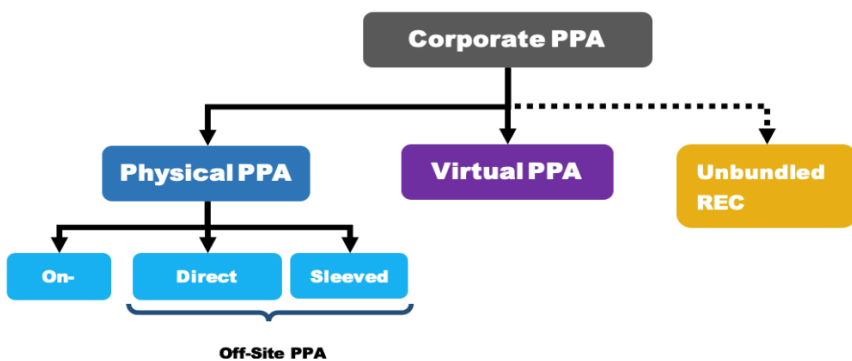 Corporate PPA
Physical PPA
Virtual PPA
Unbundled
REC
On-
Direct
Sleeved
Off-Site PPA